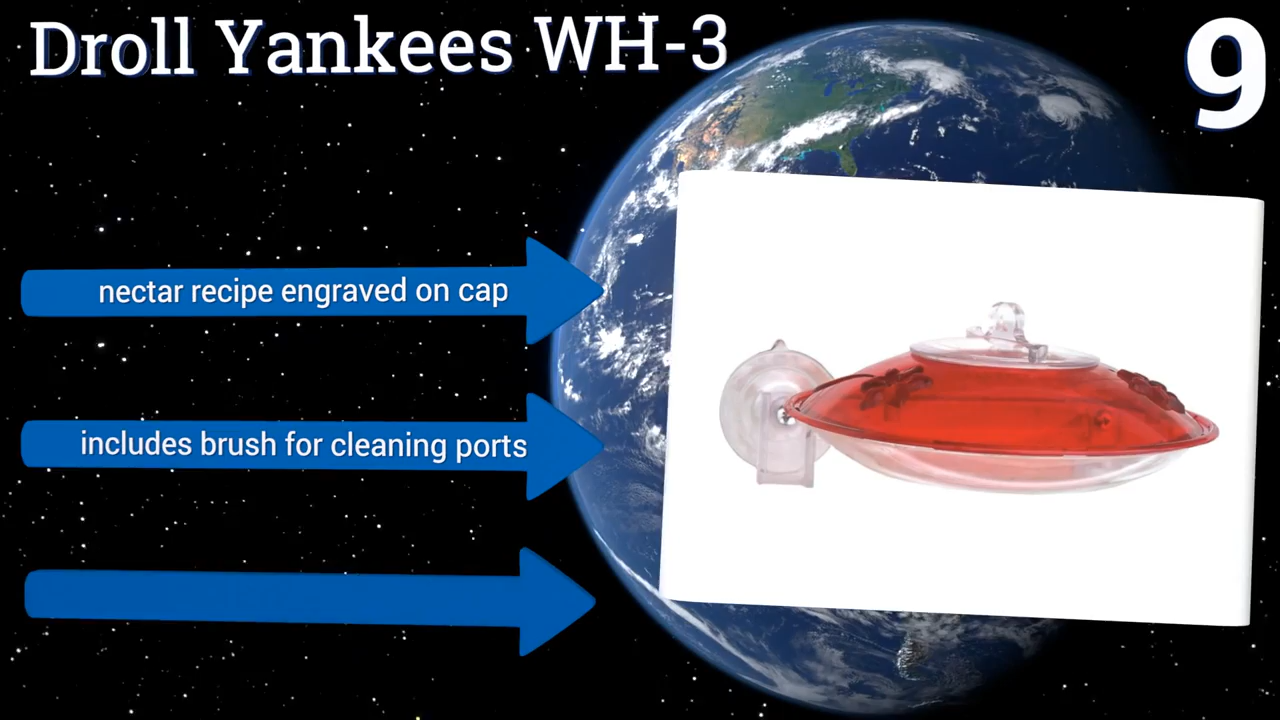 Droll Yankees WH-3
9
nectar recipe engraved on cap
includes brush for cleaning ports